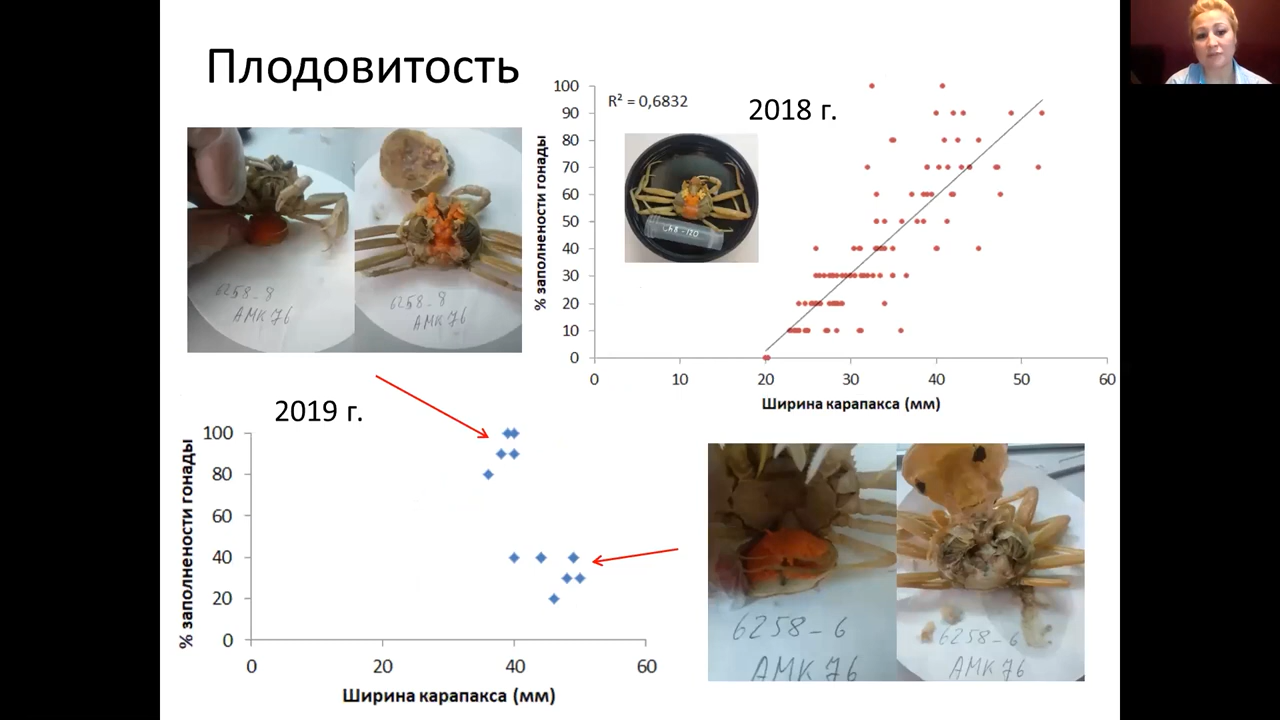 Плодовитость
2018 г.
R² = 0,6832
% заполнености гонады
100
90
80
70
60
50
40
30
20
10
0
0 10 20 30 40 50 60
Ширина карапакса (мм)
6258-8
АМК 76
6258-8
АМК 76
2019 г.
% заполнености гонады
100
80
60
40
20
0
0 20 40 60
Ширина карапакса (мм)
6258-6
АМК 76
6258-6
АМК 76